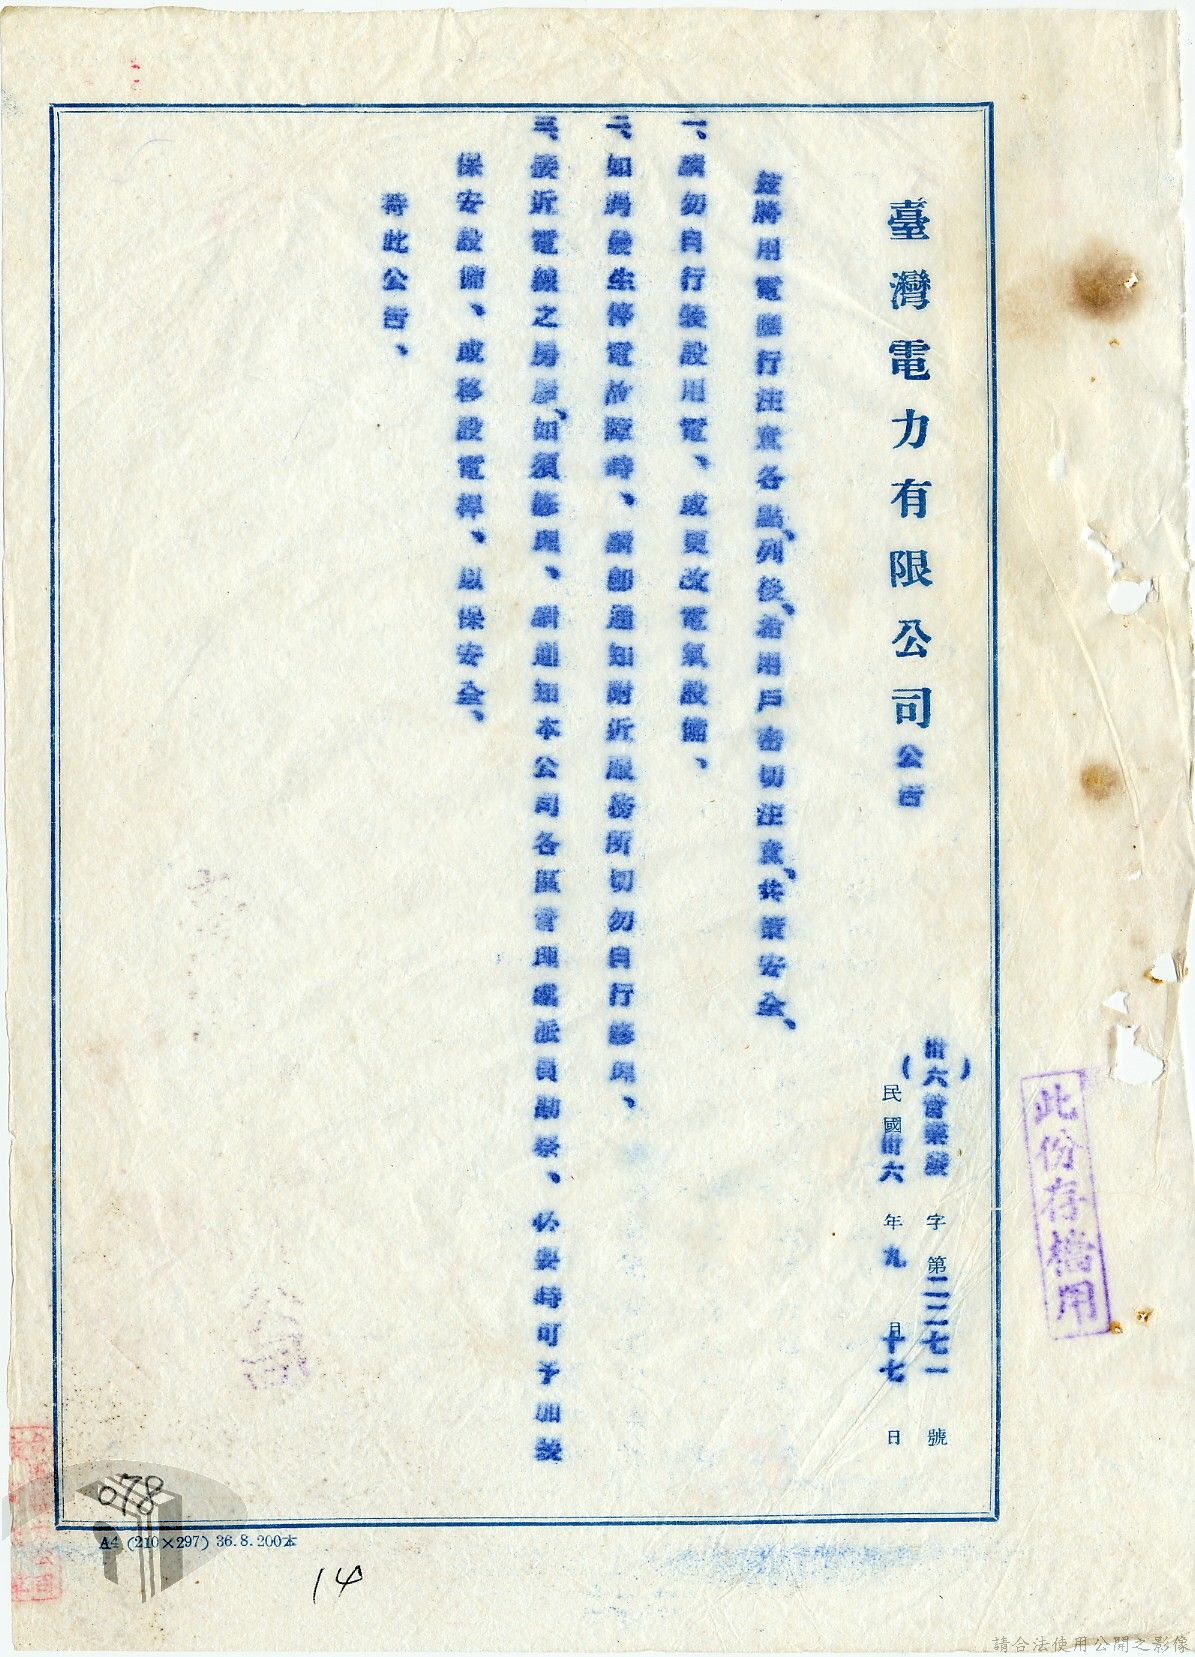 臺灣電力有限公司公告
(卅六營業發字第二二七一號)
民國卅六年九月十七日
茲將用電應行注意各點、列後、希用戶密切注意、共策安全、
一、請勿自行裝設用電、或更改電氣設備、
二、如遇發生停電故障時、請卽通知附近服務所切勿自行修理、
三、接近電線之房屋、如須修理、請通知本公司各區管理處派員勘察、必要時可予加裝
保安設備、或移設電桿、以保安全、
特此公告、
此份存檔用
078
A4 (210×297) 36.8.200本
14
請合法使用公開之影像